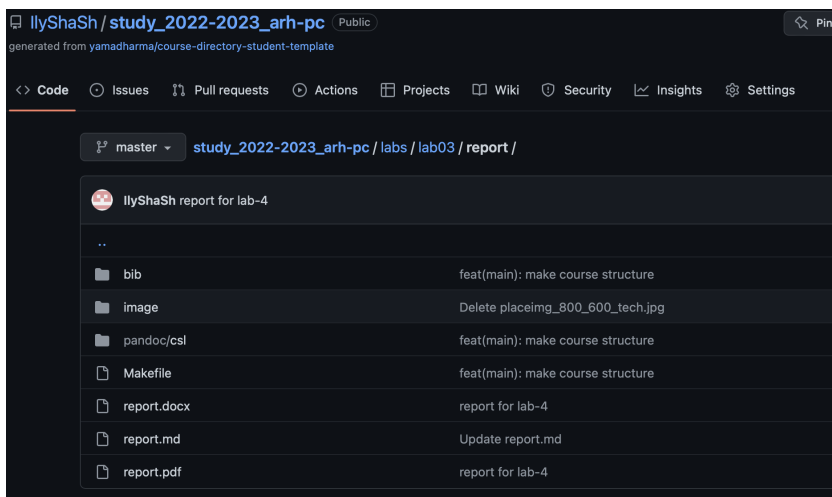 IlyShaSh / study_2022-2023_arh-pc Public
generated from yamadharma/course-directory-student-template
Code Issues Pull requests Actions Projects Wiki Security Insights Settings
master study_2022-2023_arh-pc / labs / lab03 / report /
IlyShaSh report for lab-4
..
bib feat(main): make course structure
image Delete placeimg_800_600_tech.jpg
pandoc/csl feat(main): make course structure
Makefile feat(main): make course structure
report.docx report for lab-4
report.md Update report.md
report.pdf report for lab-4